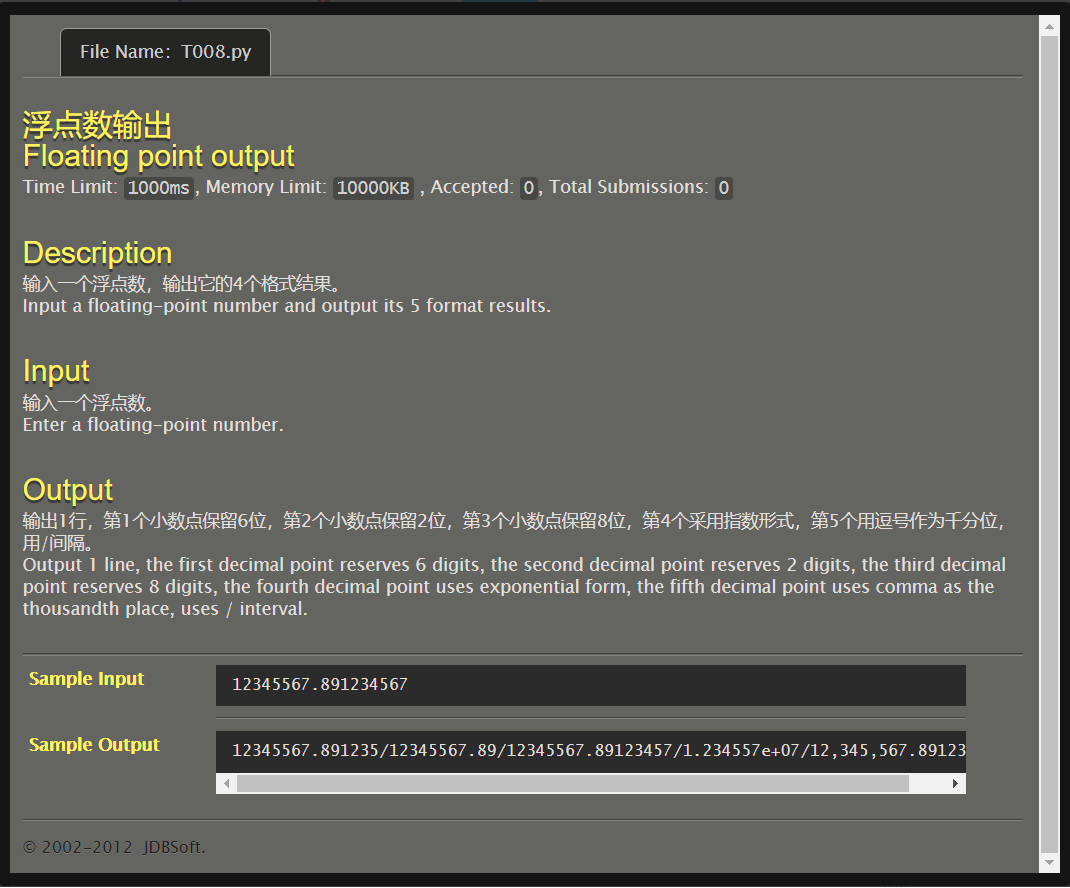 File Name: T008.py
浮点数输出
Floating point output
Time Limit: 1000ms, Memory Limit: 10000KB , Accepted: 0, Total Submissions: 0
Description
输入一个浮点数，输出它的4个格式结果。
Input a floating-point number and output its 5 format results.
Input
输入一个浮点数。
Enter a floating-point number.
Output
输出1行，第1个小数点保留6位，第2个小数点保留2位，第3个小数点保留8位，第4个采用指数形式，第5个用逗号作为千分位，
用/间隔。
Output 1 line, the first decimal point reserves 6 digits, the second decimal point reserves 2 digits, the third decimal
point reserves 8 digits, the fourth decimal point uses exponential form, the fifth decimal point uses comma as the
thousandth place, uses / interval.
Sample Input
12345567.891234567
Sample Output
12345567.891235/12345567.89/12345567.89123457/1.234557e+07/12,345,567.89123
© 2002-2012 JDBSoft.